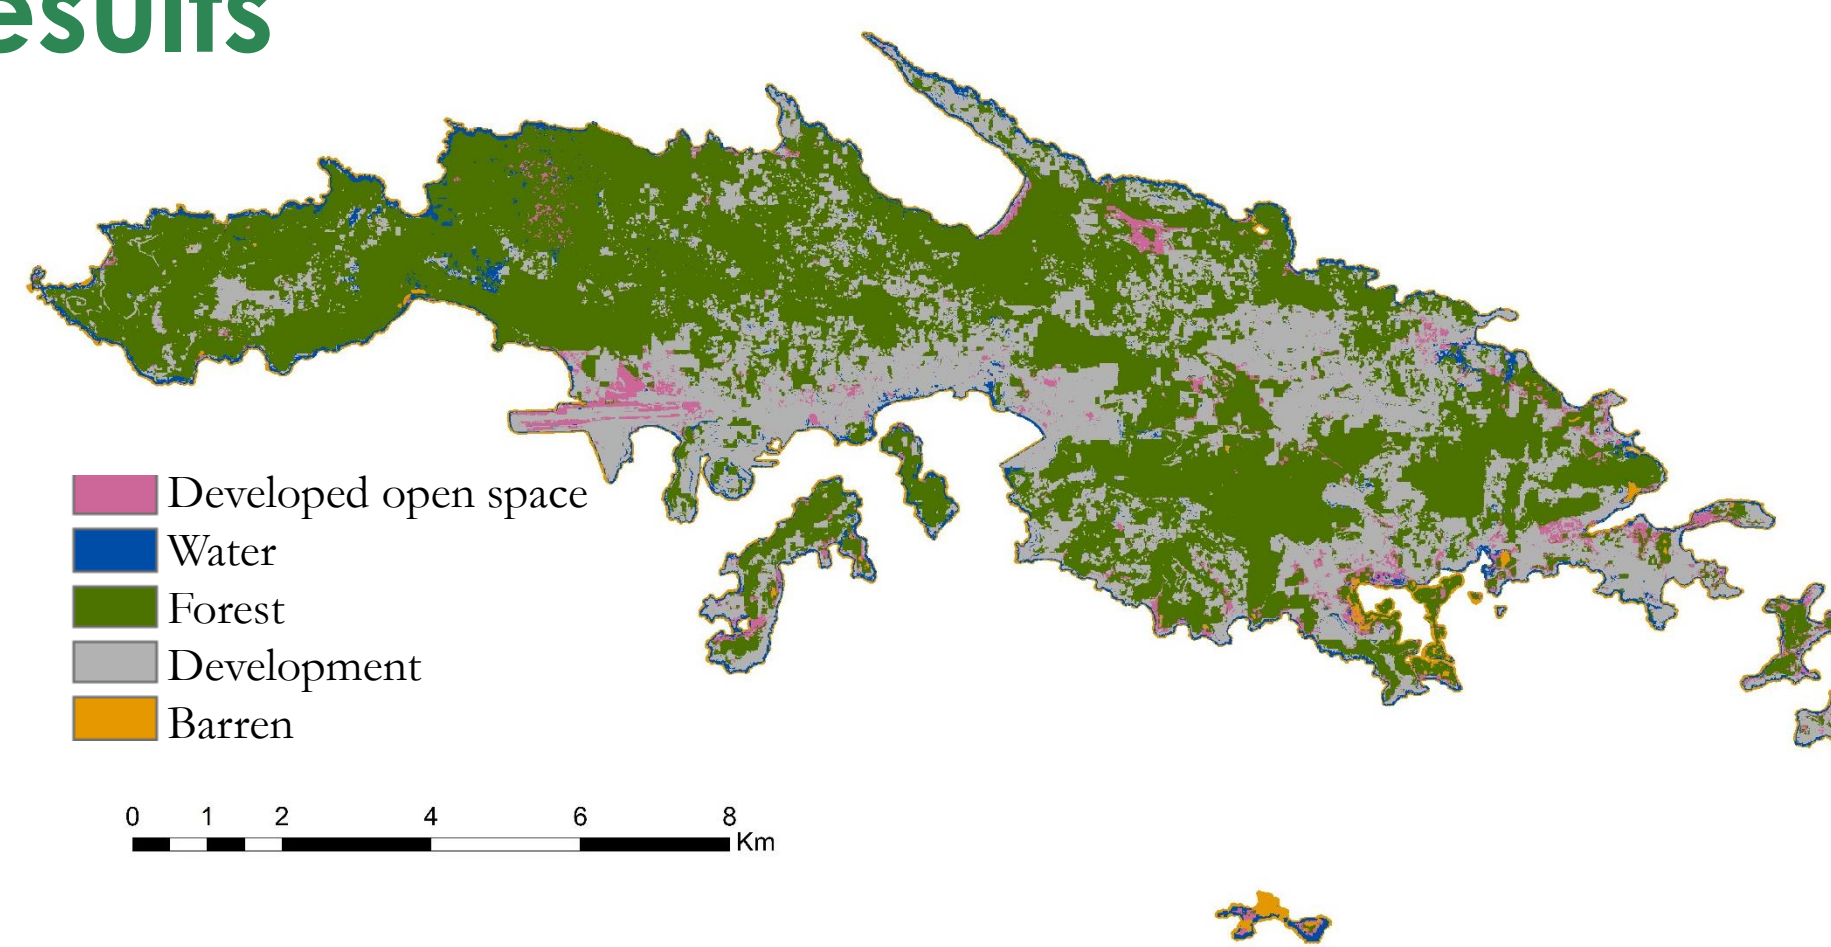 esults
Developed open space
Water
Forest
Development
Barren
0 1 2 4 6 8
Km